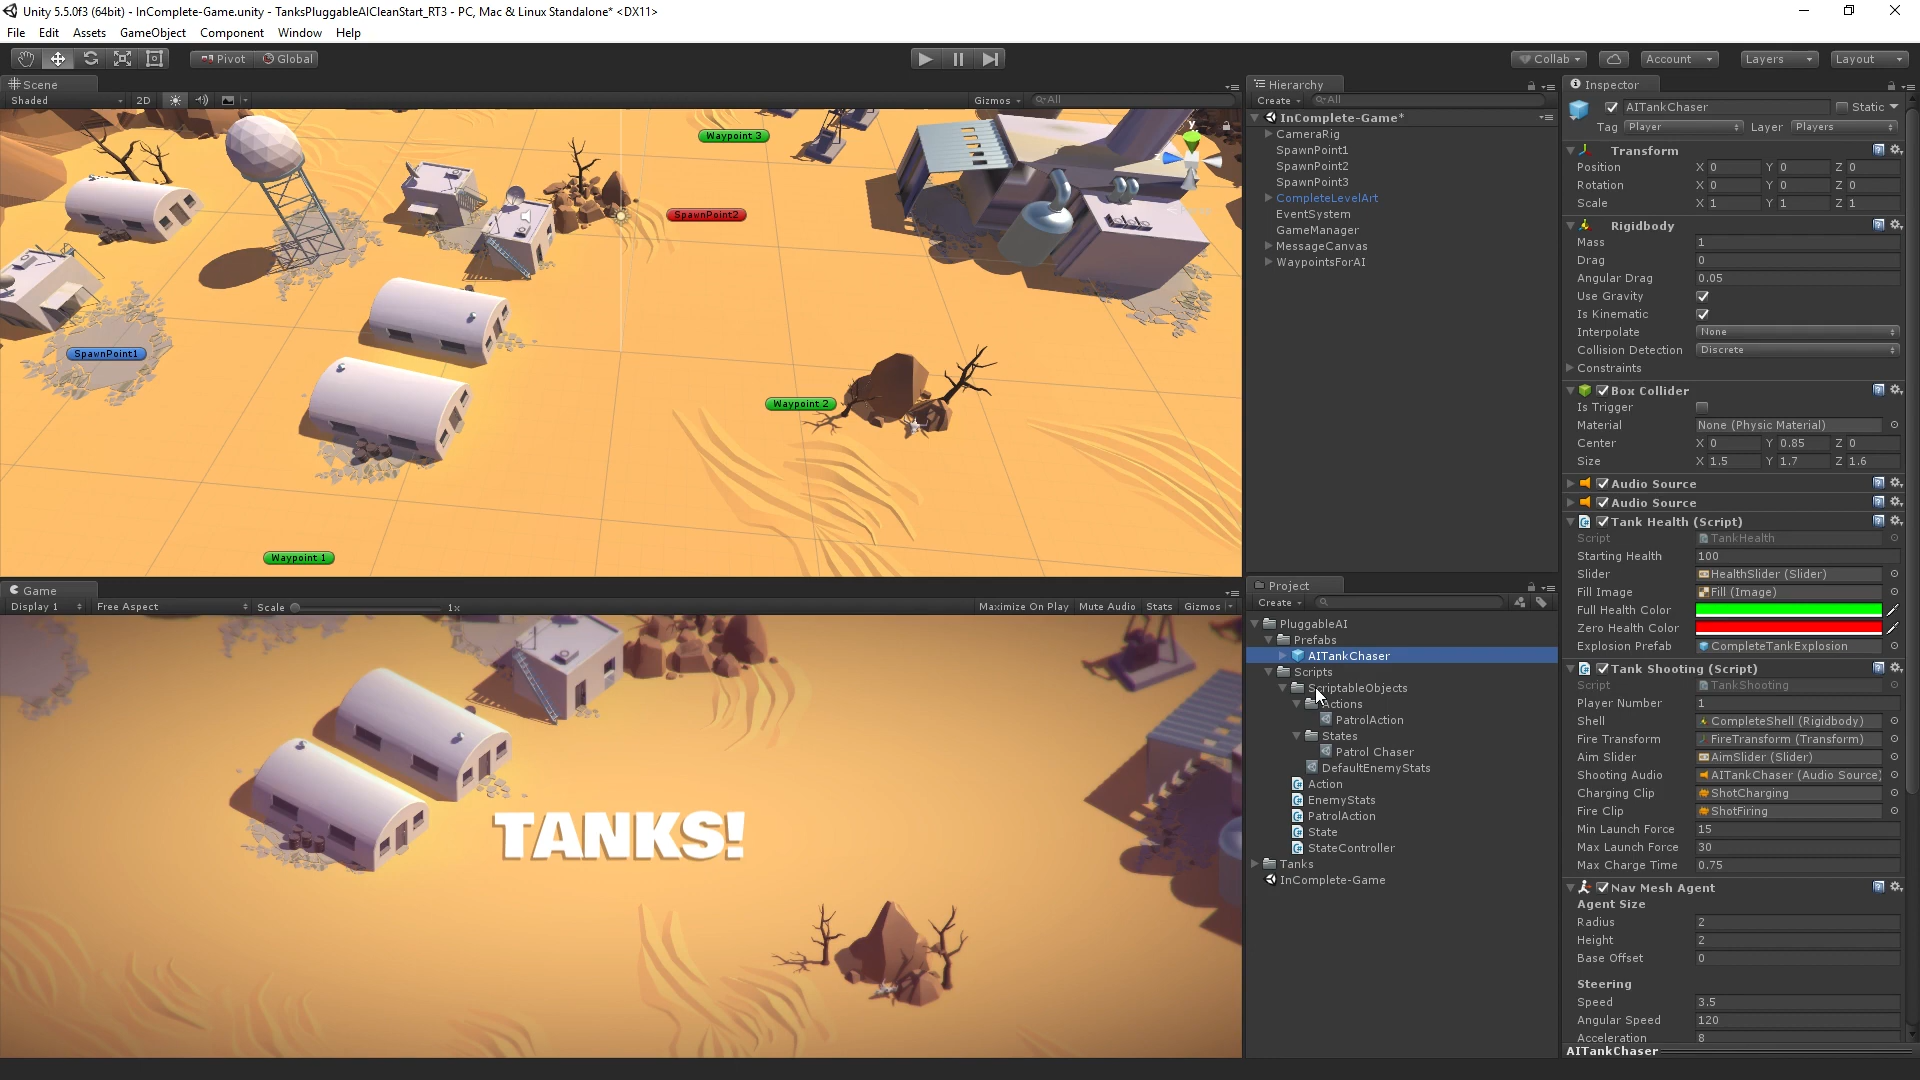 Unity 5.5.0f3 (64bit) - InComplete-Game.unity - TanksPluggableAICleanStart_RT3 - PC, Mac & Linux Standalone* <DX11>
File Edit Assets GameObject Component Window Help
Pivot Global Collab Account Layers Layout
Scene
Shaded 2D Gizmos All
Waypoint 3
SpawnPoint2
SpawnPoint1
Waypoint 2
Waypoint 1
y
Game
Display 1 Free Aspect Scale 1x Maximize On Play Mute Audio Stats Gizmos
TANKS!
Hierarchy
Create All
InComplete-Game*
CameraRig
SpawnPoint1
SpawnPoint2
SpawnPoint3
CompleteLevelArt
EventSystem
GameManager
MessageCanvas
WaypointsForAI
Project
Create
PluggableAI
Prefabs
AITankChaser
Scripts
ScriptableObjects
Actions
PatrolAction
States
Patrol Chaser
DefaultEnemyStats
Action
EnemyStats
PatrolAction
State
StateController
Tanks
InComplete-Game
Inspector
AITankChaser Static
Tag Player Layer Players
Transform
Position X 0 Y 0 Z 0
Rotation X 0 Y 0 Z 0
Scale X 1 Y 1 Z 1
Rigidbody
Mass 1
Drag 0
Angular Drag 0.05
Use Gravity
Is Kinematic
Interpolate None
Collision Detection Discrete
Constraints
Box Collider
Is Trigger
Material None (Physic Material)
Center X 0 Y 0.85 Z 0
Size X 1.5 Y 1.7 Z 1.6
Audio Source
Audio Source
Tank Health (Script)
Script TankHealth
Starting Health 100
Slider HealthSlider (Slider)
Fill Image Fill (Image)
Full Health Color
Zero Health Color
Explosion Prefab CompleteTankExplosion
Tank Shooting (Script)
Script TankShooting
Player Number 1
Shell CompleteShell (Rigidbody)
Fire Transform FireTransform (Transform)
Aim Slider AimSlider (Slider)
Shooting Audio AITankChaser (Audio Source)
Charging Clip ShotCharging
Fire Clip ShotFiring
Min Launch Force 15
Max Launch Force 30
Max Charge Time 0.75
Nav Mesh Agent
Agent Size
Radius 2
Height 2
Base Offset 0
Steering
Speed 3.5
Angular Speed 120
Acceleration 8
AITankChaser